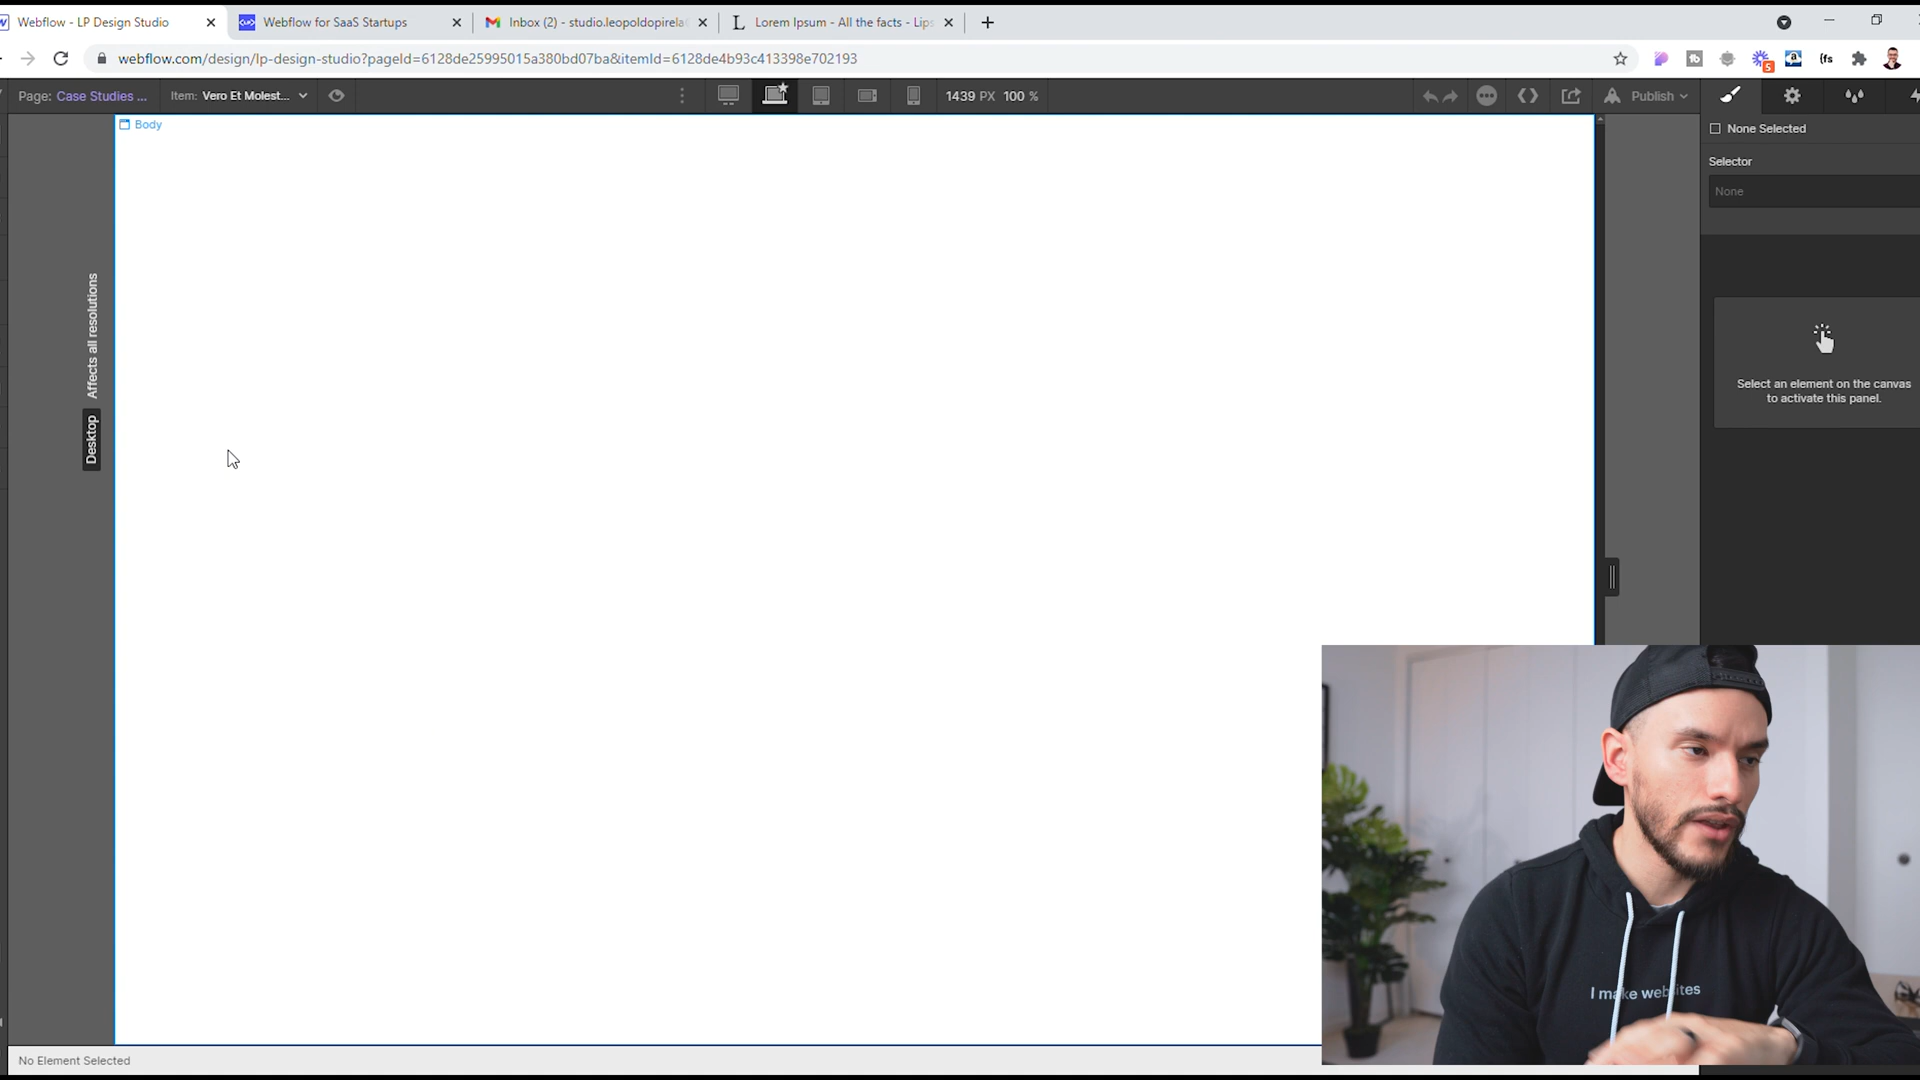 Webflow - LP Design Studio
Webflow for SaaS Startups
Inbox (2) - studio.leopoldopirela
Lorem Ipsum - All the facts - Lips
webflow.com/design/lp-design-studio?pageId=6128de25995015a380bd07ba&itemId=6128de4b93c413398e702193
5
Page: Case Studies ...
Item: Vero Et Molest...
1439 PX 100 %
Publish
Body
None Selected
Selector
None
Affects all resolutions
Desktop
Select an element on the canvas
to activate this panel.
I make websites
No Element Selected